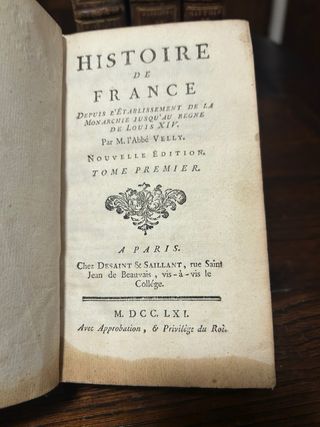 HISTOIRE
DE
FRANCE
DEPUIS L'ÉTABLISSEMENT DE LA
MONARCHIE JUSQU'AU REGNE
DE LOUIS XIV.
Par M. l'Abbé VELLY.
NOUVELLE ÉDITION.
TOME PREMIER.
A PARIS.
Chez DESAINT & SAILLANT, rue Saint
Jean de Beauvais, vis-à-vis le
Collége.
M. DCC. LXI.
Avec Approbation, & Privilége du Roi.